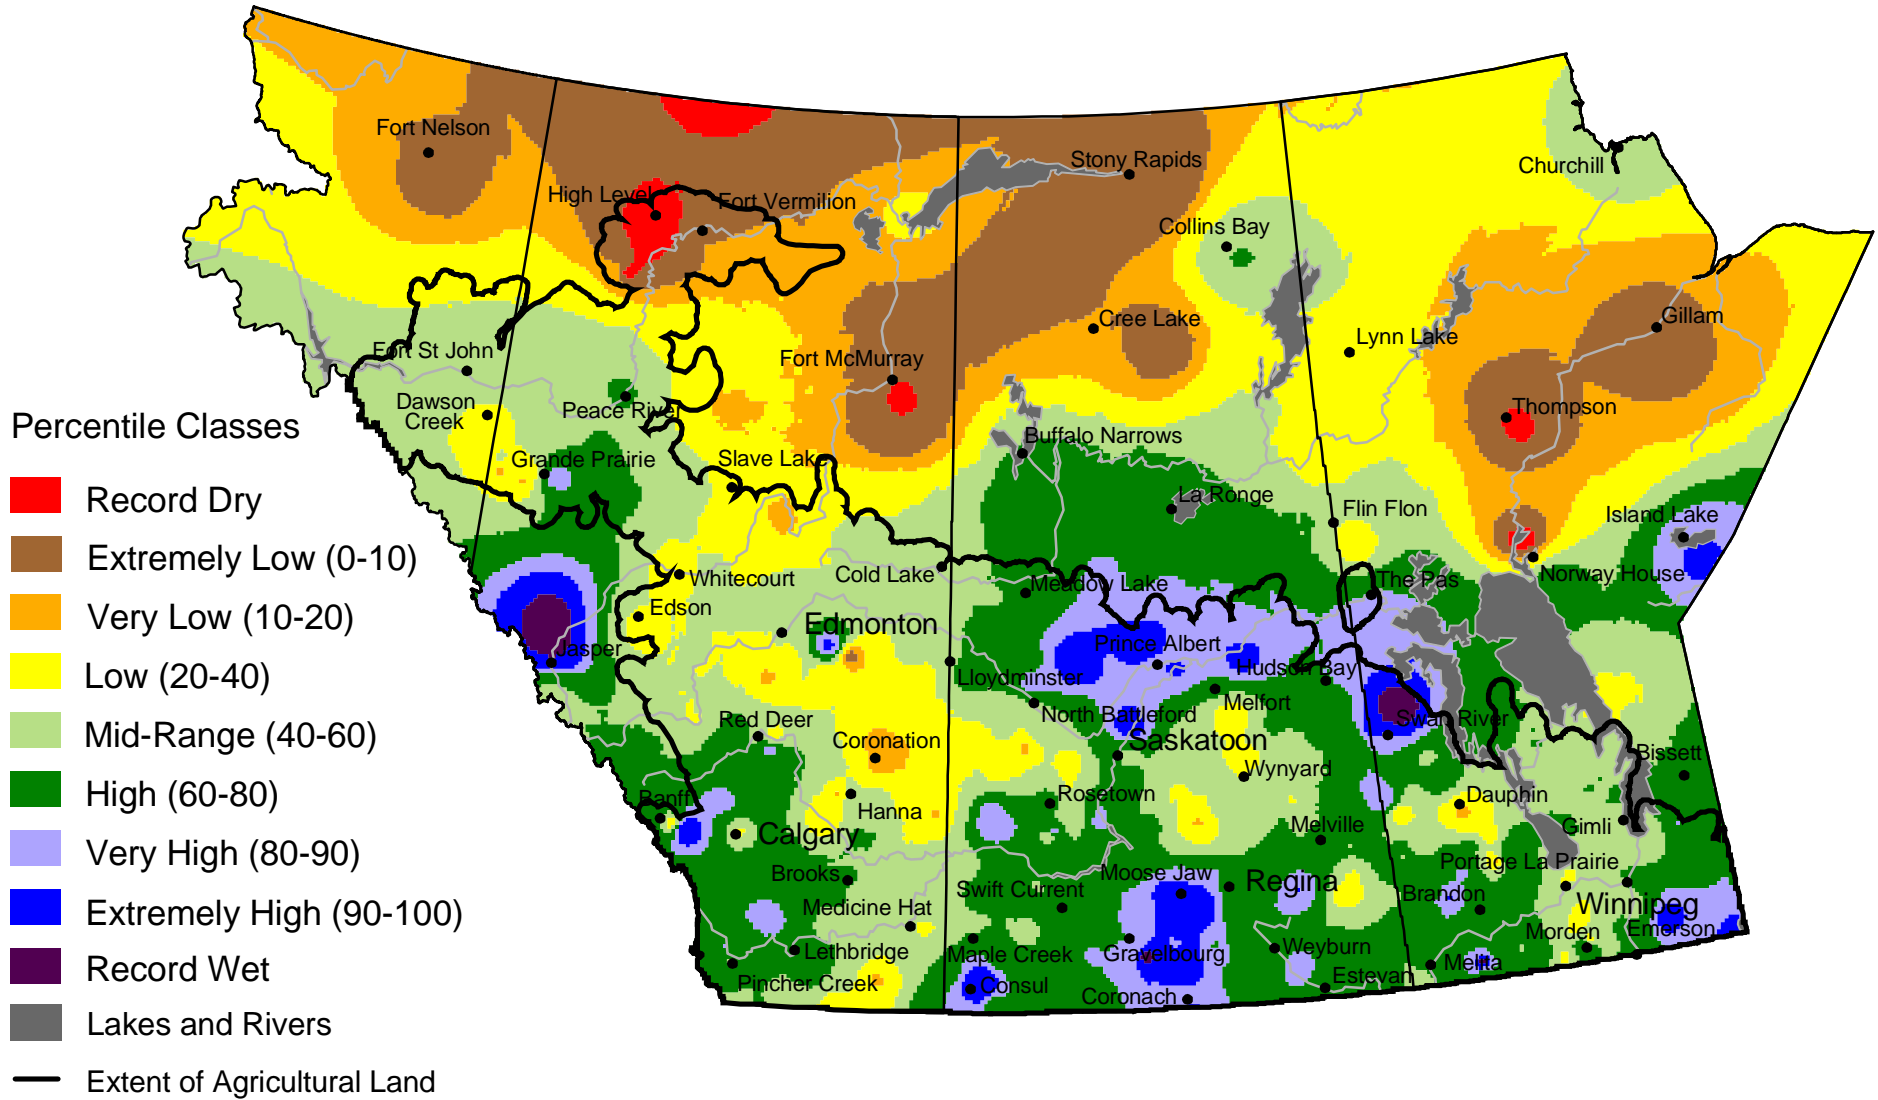 Fort Nelson
Stony Rapids
Churchill
High Level
Fort Vermilion
Collins Bay
Gillam
Cree Lake
Lynn Lake
Fort St John
Fort McMurray
Dawson
Creek
Peace River
Thompson
Percentile Classes
Buffalo Narrows
Grande Prairie
Slave Lake
Record Dry
La Ronge
Flin Flon
Island Lake
Extremely Low (0-10)
Whitecourt
Cold Lake
Meadow Lake
The Pas
Norway House
Very Low (10-20)
Edson
Edmonton
Jasper
Prince Albert
Hudson Bay
Low (20-40)
Lloydminster
Melfort
North Battleford
Red Deer
Swan River
Mid-Range (40-60)
Coronation
Saskatoon
Bissett
Wynyard
High (60-80)
Banff
Hanna
Rosetown
Dauphin
Calgary
Melville
Gimli
Very High (80-90)
Portage La Prairie
Brooks
Swift Current
Moose Jaw
Regina
Brandon
Extremely High (90-100)
Medicine Hat
Winnipeg
Morden
Emerson
Lethbridge
Maple Creek
Gravelbourg
Weyburn
Melita
Record Wet
Pincher Creek
Consul
Coronach
Estevan
Lakes and Rivers
Extent of Agricultural Land